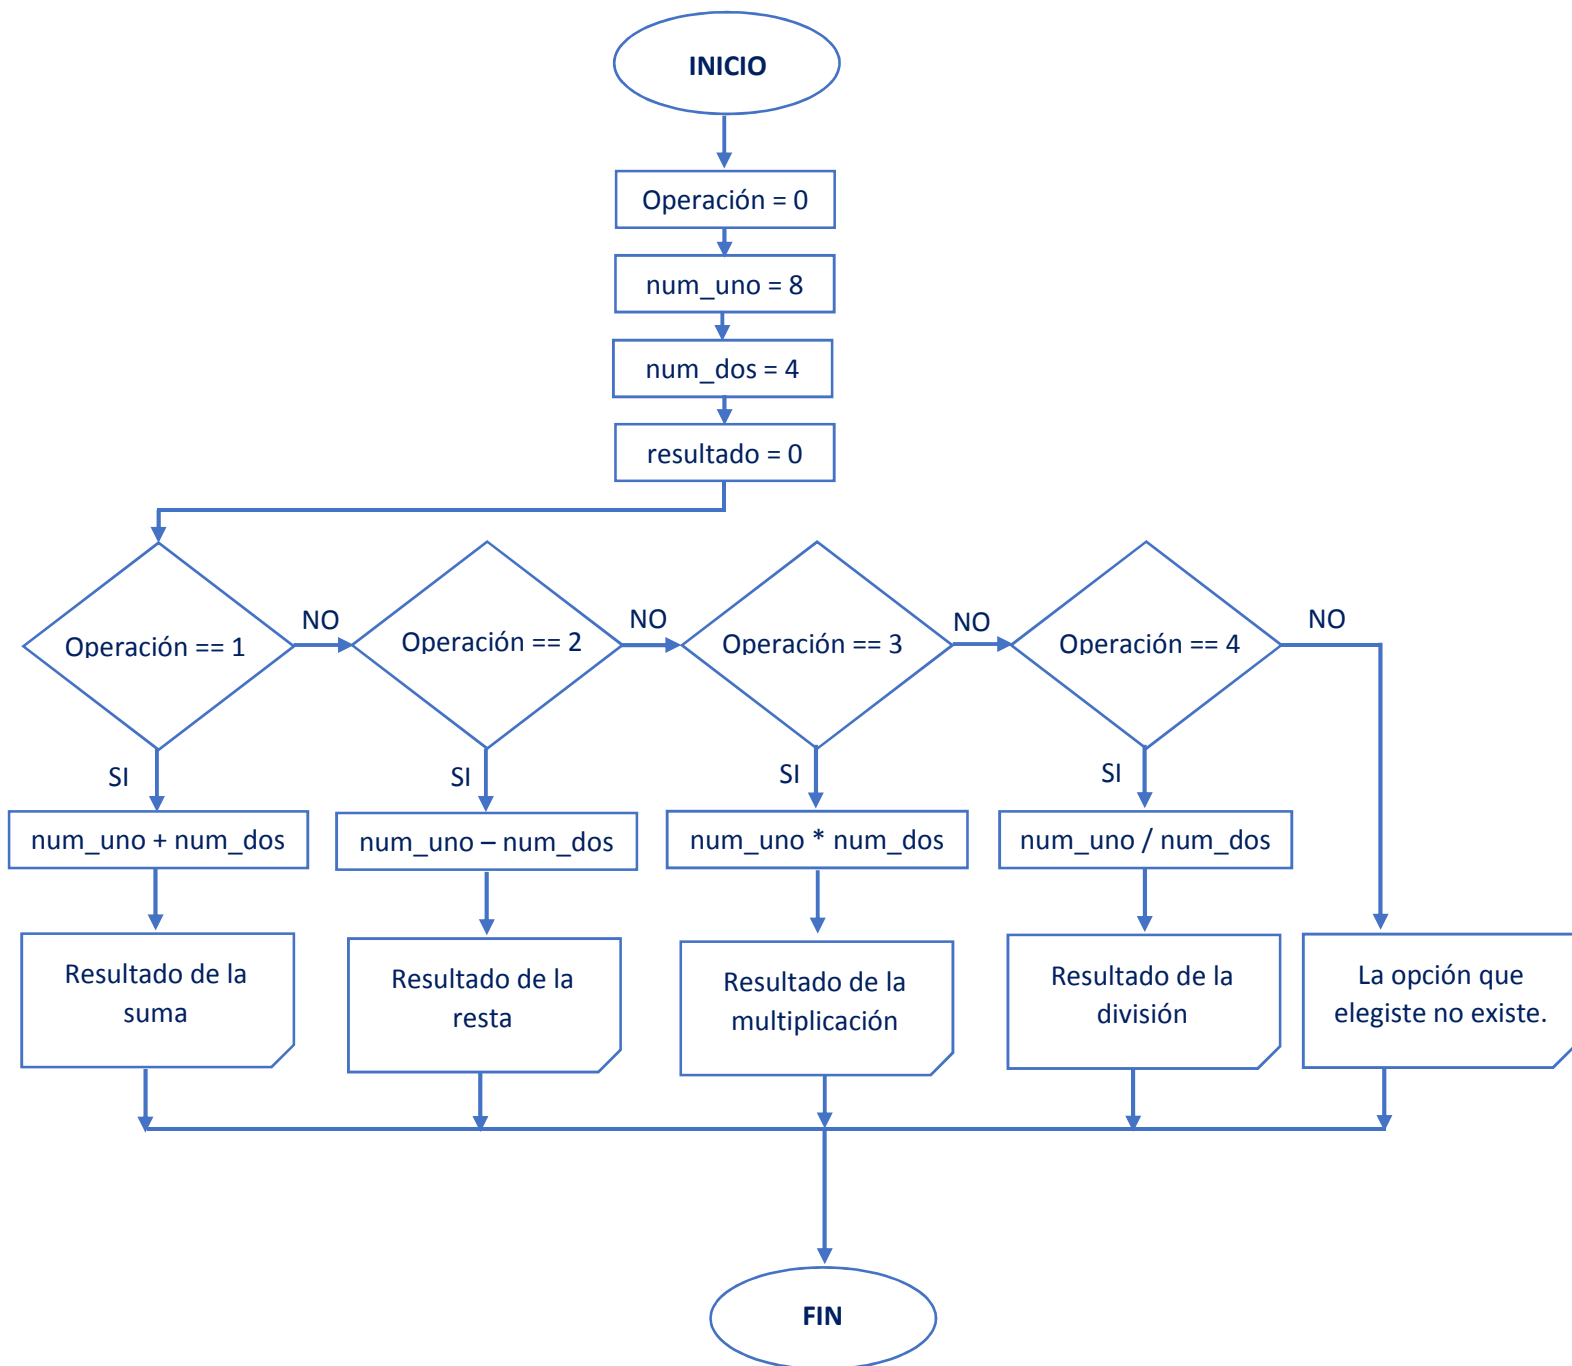 INICIO
Operación = 0
num_uno = 8
num_dos = 4
resultado = 0
Operación == 1
NO
Operación == 2
NO
Operación == 3
NO
Operación == 4
NO
SI
SI
SI
SI
num_uno + num_dos
num_uno – num_dos
num_uno * num_dos
num_uno / num_dos
Resultado de la
suma
Resultado de la
resta
Resultado de la
multiplicación
Resultado de la
división
La opción que
elegiste no existe.
FIN